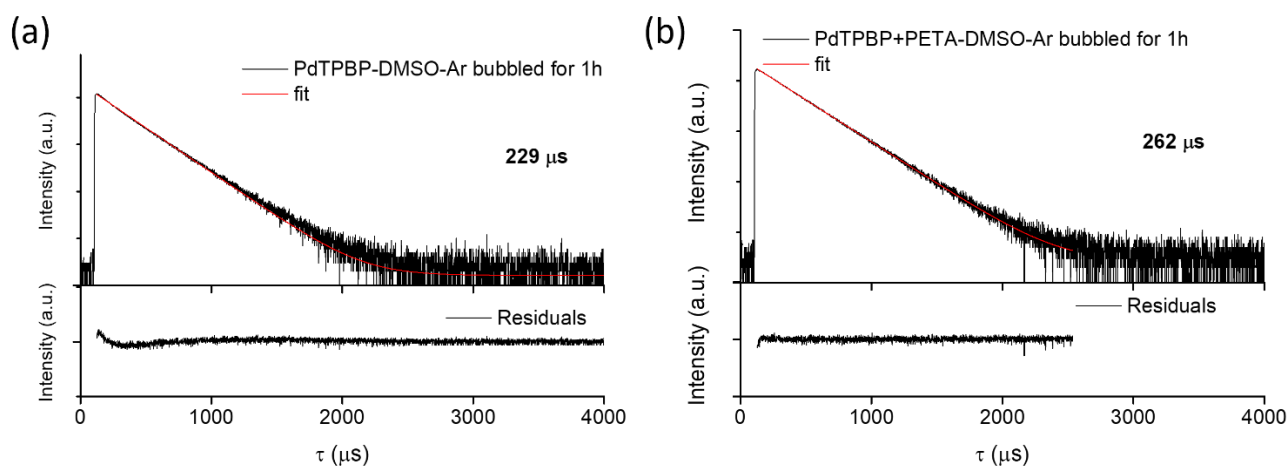 (a)
PdTPBP-DMSO-Ar bubbled for 1h
fit
229 μs
Intensity (a.u.)
Intensity (a.u.)
Residuals
0 1000 2000 3000 4000
τ (μs)
(b)
PdTPBP+PETA-DMSO-Ar bubbled for 1h
fit
262 μs
Intensity (a.u.)
Intensity (a.u.)
Residuals
0 1000 2000 3000 4000
τ (μs)